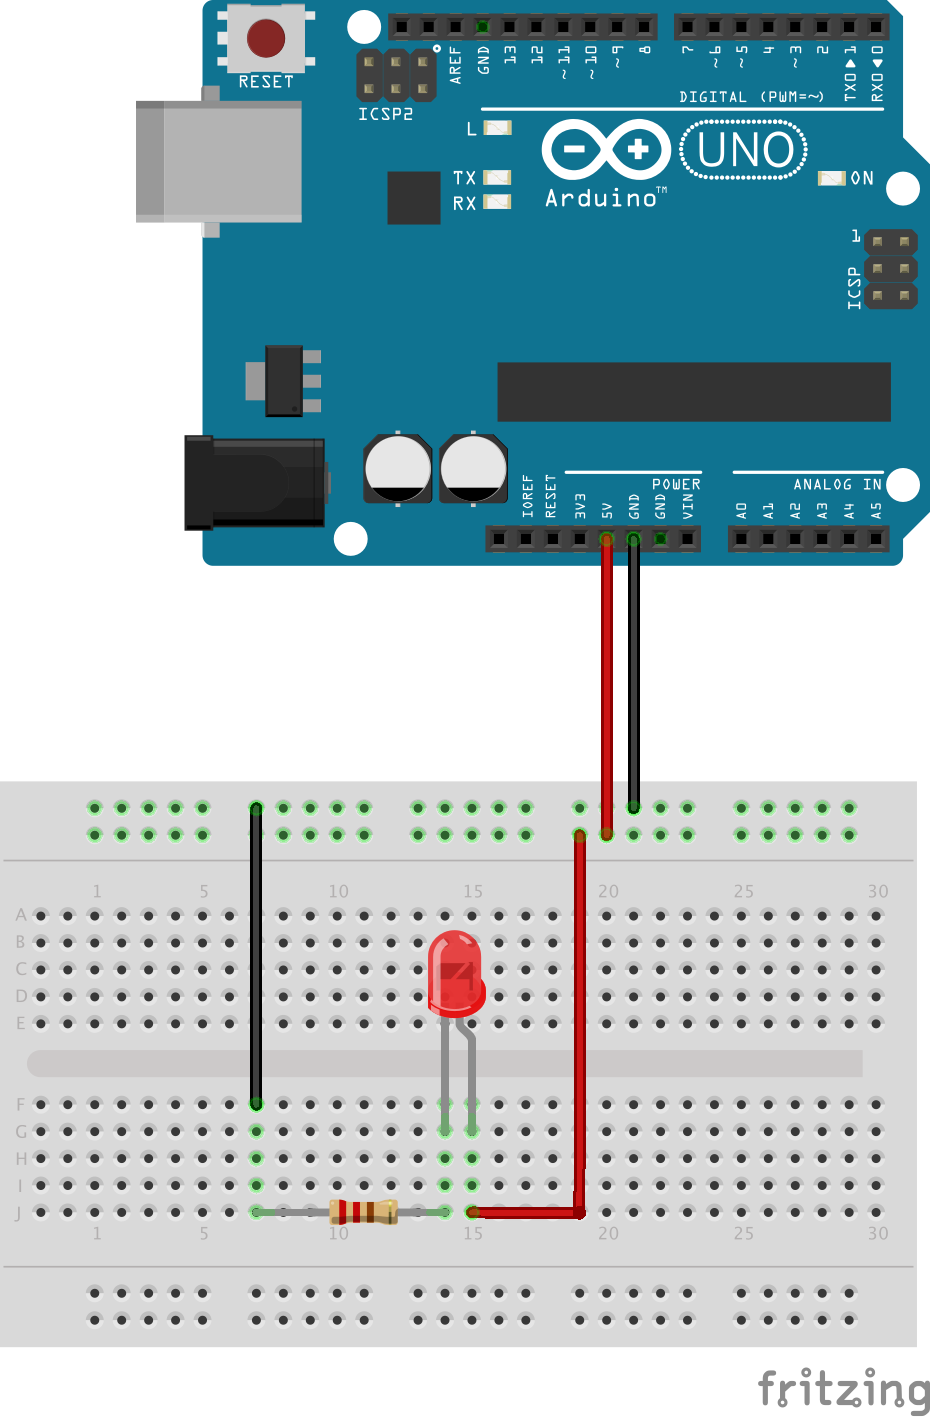 RESET
ICSP2
AREF
GND
13
12
~11
~10
~9
8
7
~6
~5
4
~3
2
TX0▶1
RX0◀0
DIGITAL (PWM=~)
L
TX
RX
UNO
Arduino™
ON
1
ICSP
POWER
ANALOG IN
IOREF
RESET
3V3
5V
GND
GND
VIN
A0
A1
A2
A3
A4
A5
1 5 10 15 20 25 30
A
B
C
D
E
F
G
H
I
J
1 5 10 15 20 25 30
fritzing